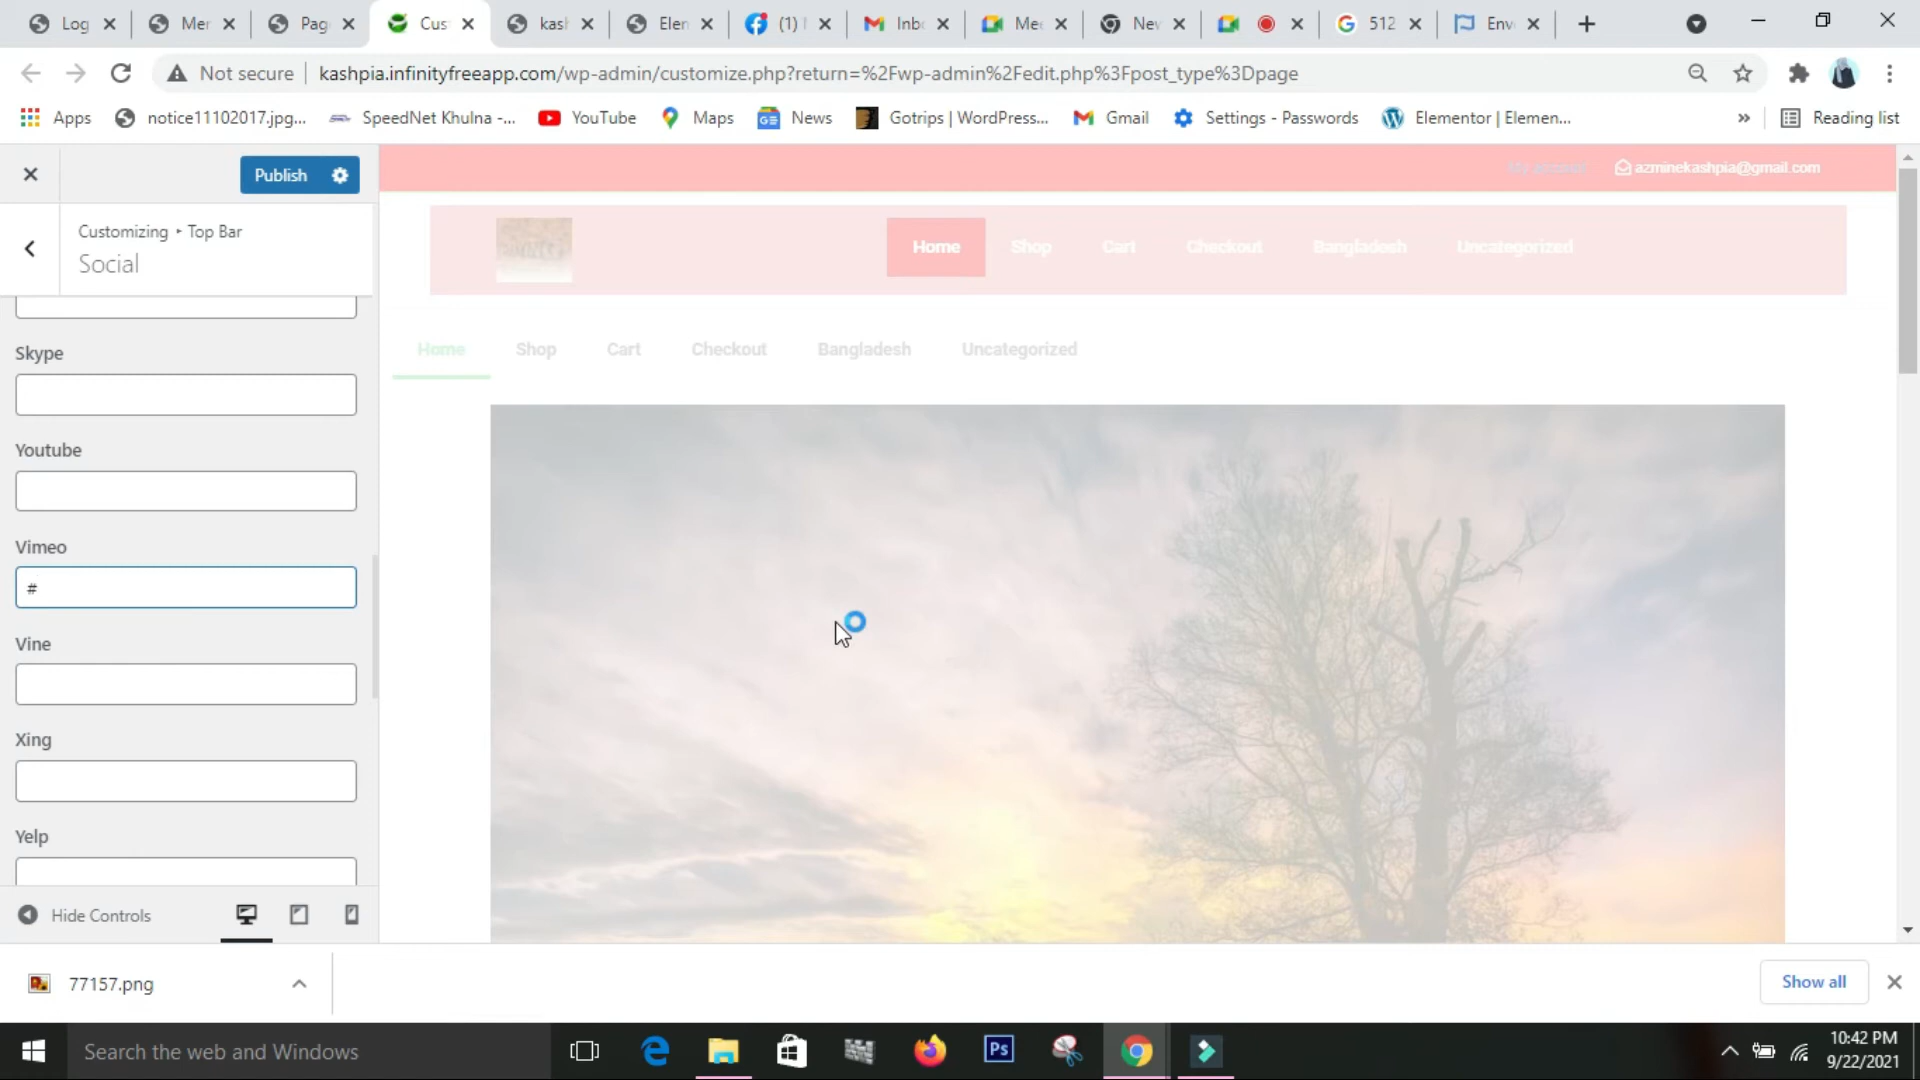 Log
Mer
Pag
Cus
kasl
Elen
(1)
Inbo
Mee
New
512
Env
Not secure
kashpia.infinityfreeapp.com/wp-admin/customize.php?return=%2Fwp-admin%2Fedit.php%3Fpost_type%3Dpage
Apps
notice11102017.jpg...
SpeedNet Khulna -...
YouTube
Maps
News
Gotrips | WordPress...
Gmail
Settings - Passwords
Elementor | Elemen...
»
Reading list
Publish
azminekashpia@gmail.com
Customizing ▸ Top Bar
Social
Home
Shop
Cart
Checkout
Bangladesh
Uncategorized
Home
Shop
Cart
Checkout
Bangladesh
Uncategorized
Skype
Youtube
Vimeo
#
Vine
Xing
Yelp
Hide Controls
77157.png
Show all
Search the web and Windows
Ps
10:42 PM
9/22/2021